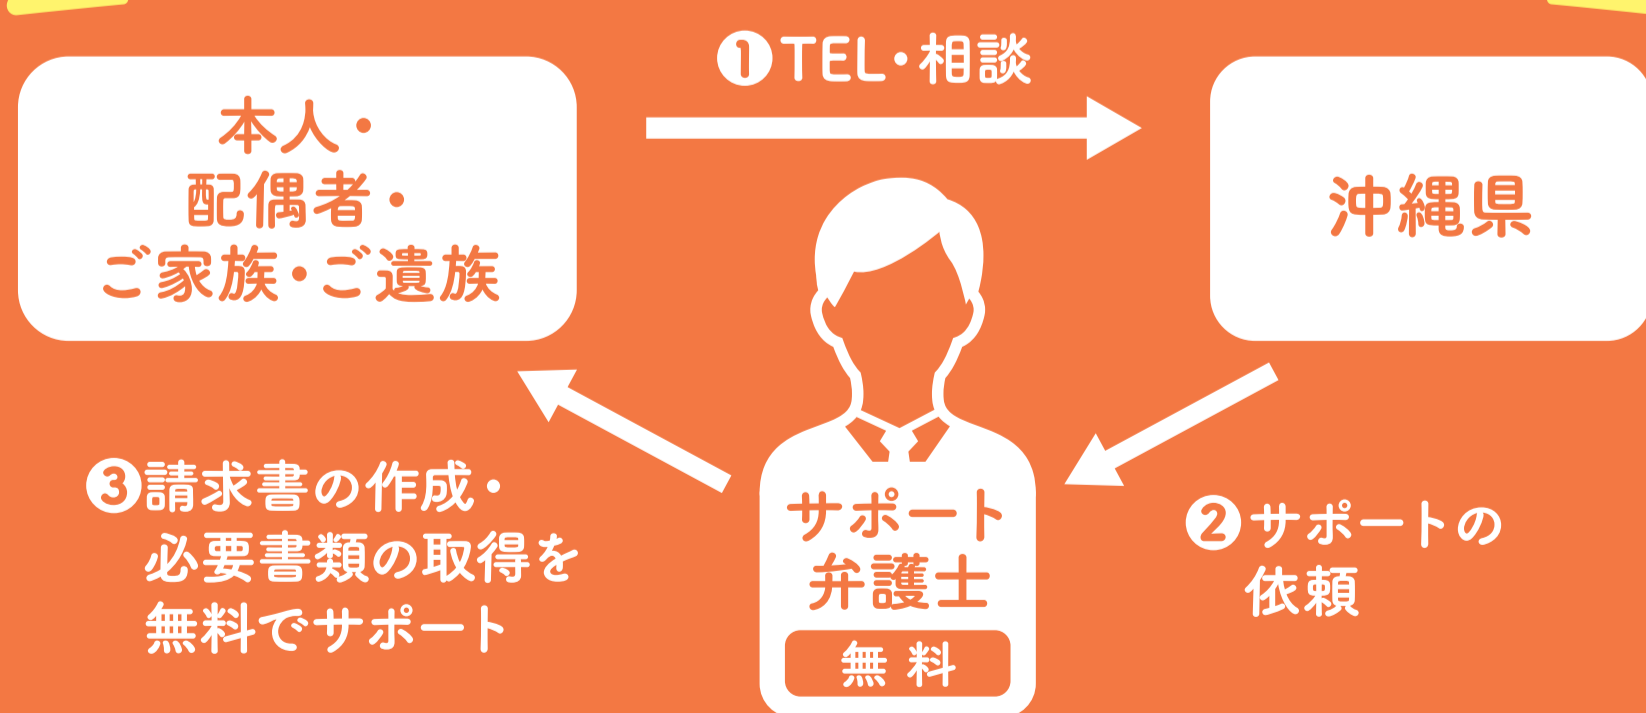 ❶TEL・相談
本人・
配偶者・
ご家族・ご遺族
沖縄県
❷サポートの
依頼
サポート
弁護士
無料
❸請求書の作成・
必要書類の取得を
無料でサポート